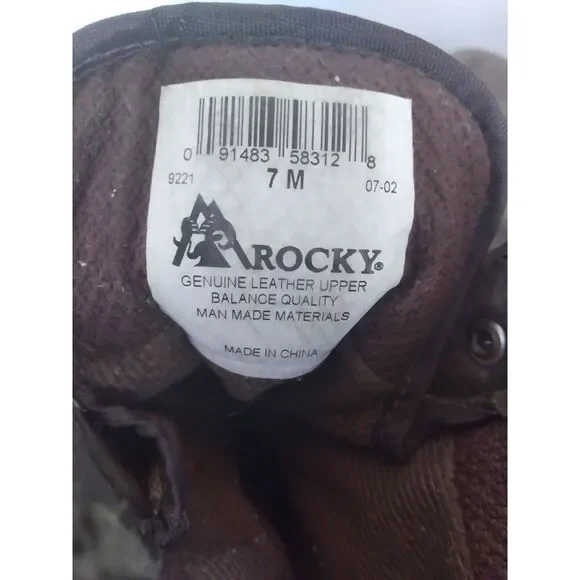 0 91483 58312 8
9221 7 M 07-02
ROCKY®
GENUINE LEATHER UPPER
BALANCE QUALITY
MAN MADE MATERIALS
MADE IN CHINA